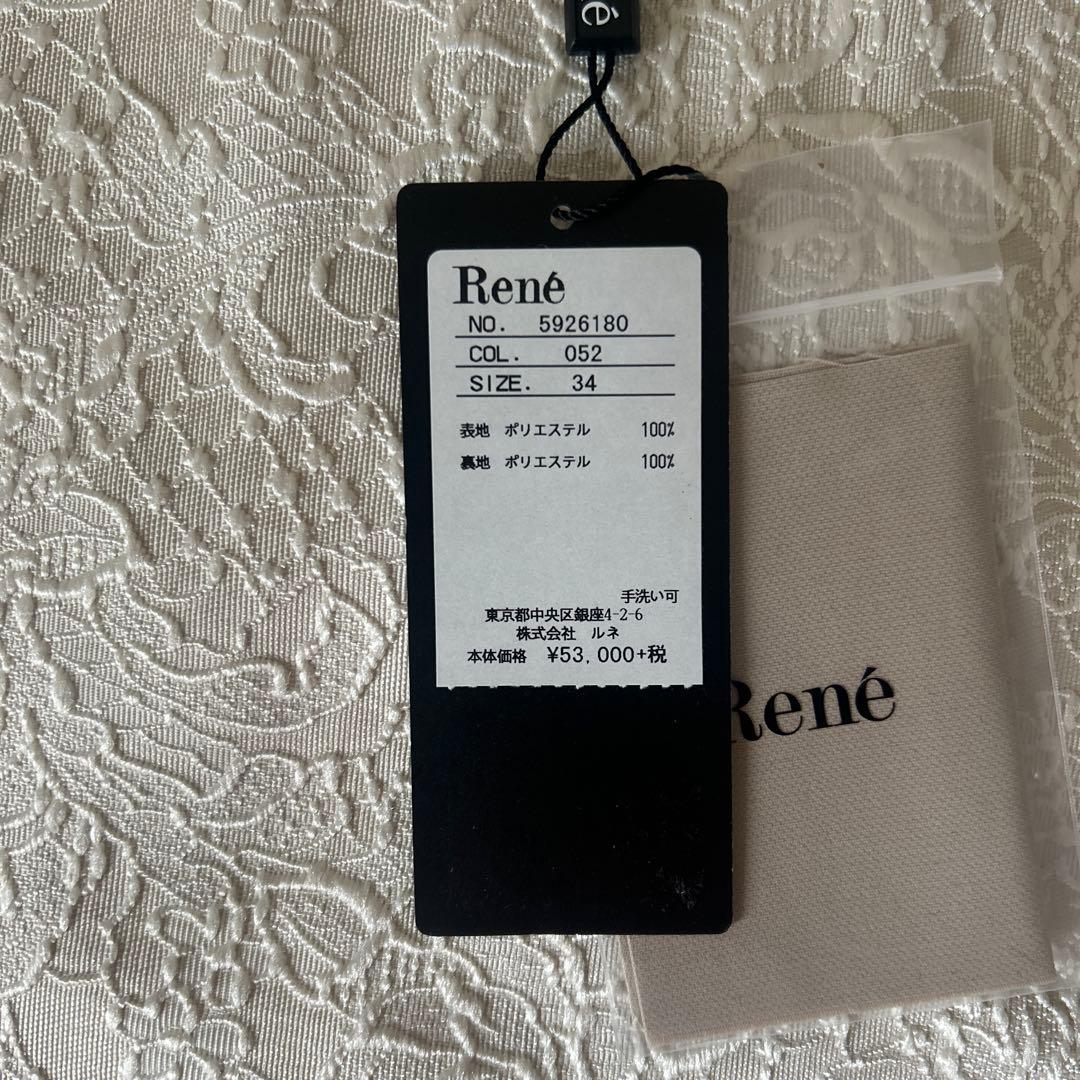 é
René
NO. 5926180
COL. 052
SIZE. 34
表地 ポリエステル 100%
裏地 ポリエステル 100%
手洗い可
東京都中央区銀座4-2-6
株式会社 ルネ
本体価格 ¥53,000+税
René